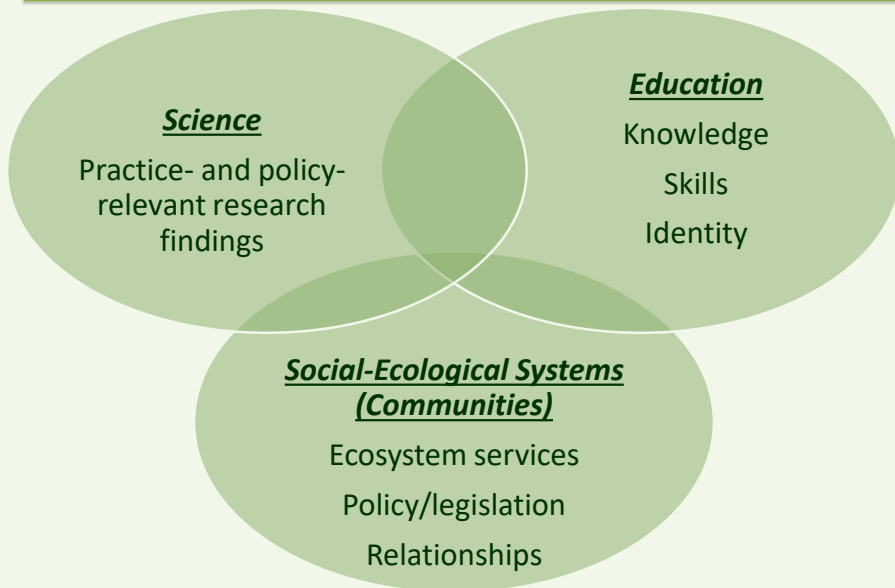 Science
Practice- and policy-
relevant research
findings
Education
Knowledge
Skills
Identity
Social-Ecological Systems
(Communities)
Ecosystem services
Policy/legislation
Relationships